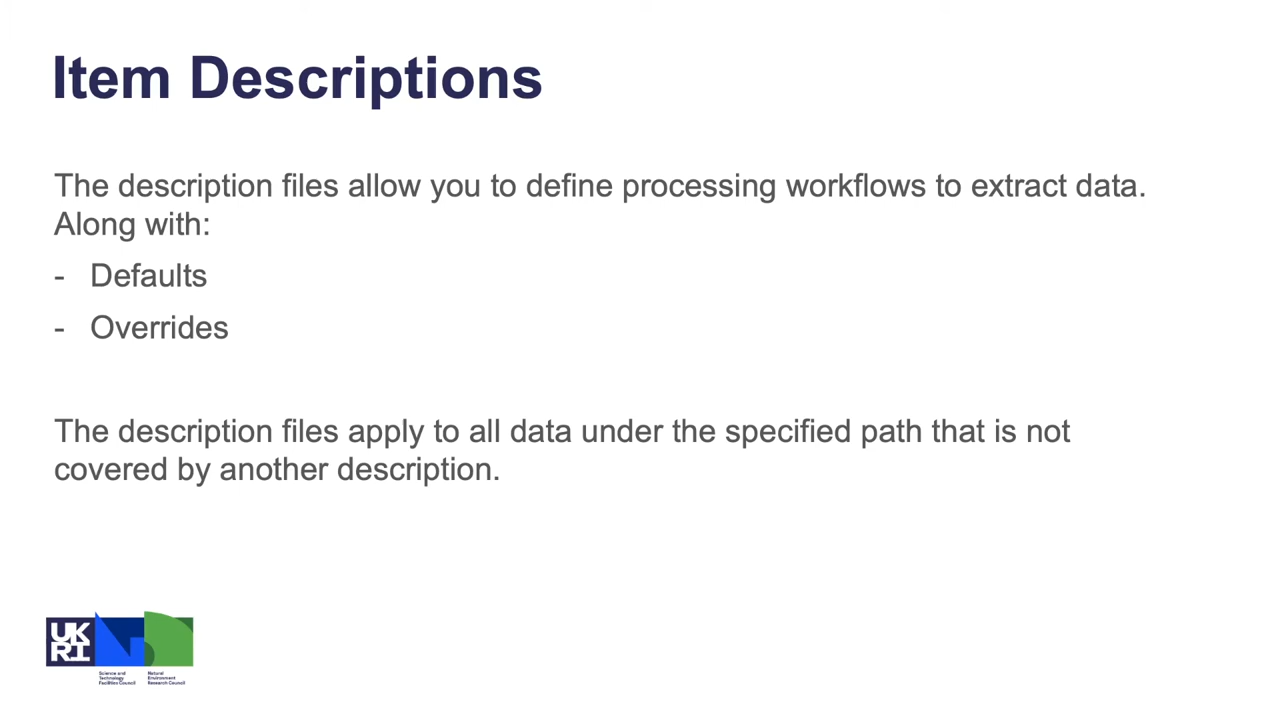 Item Descriptions
The description files allow you to define processing workflows to extract data.
Along with:
- Defaults
- Overrides
The description files apply to all data under the specified path that is not
covered by another description.
UK
RI
Science and
Technology
Facilities Council
Natural
Environment
Research Council